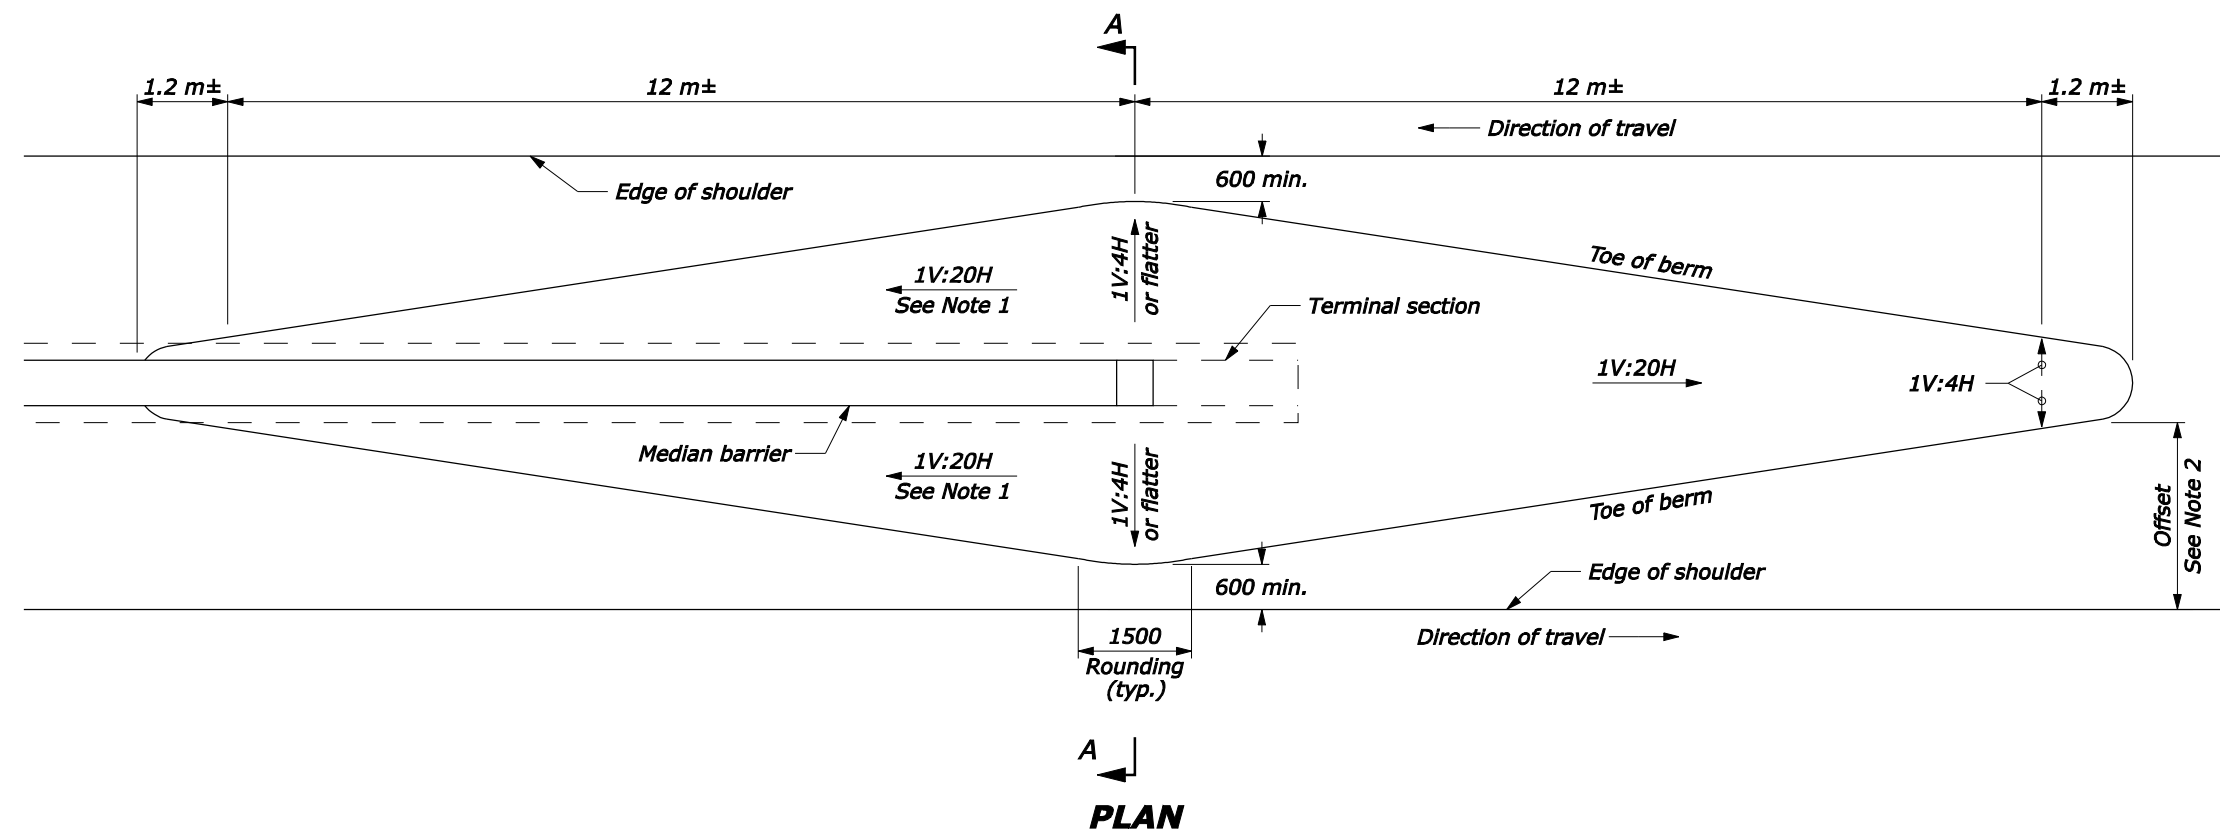 A
1.2 m±
12 m±
12 m±
1.2 m±
Direction of travel
600 min.
Edge of shoulder
1V:4H
or flatter
Toe of berm
1V:20H
See Note 1
Terminal section
1V:20H
1V:4H
Median barrier
1V:20H
See Note 1
1V:4H
or flatter
Toe of berm
Offset
See Note 2
600 min.
Edge of shoulder
1500
Rounding
(typ.)
Direction of travel
A
PLAN